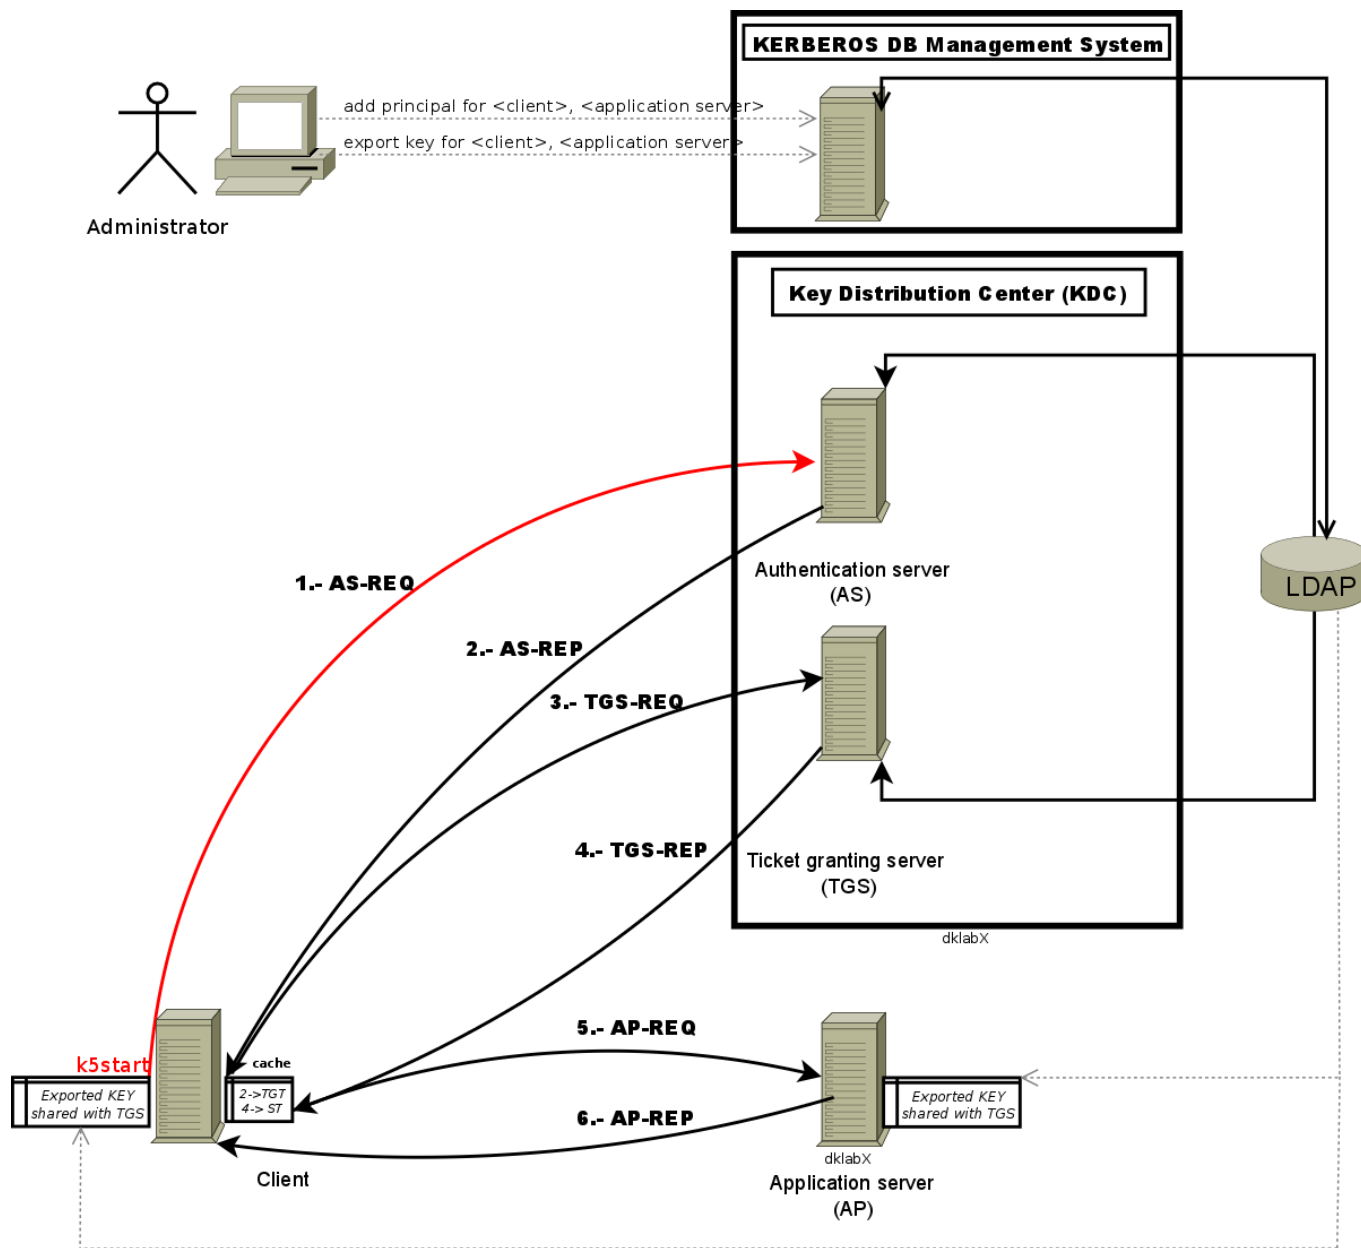 KERBEROS DB Management System
add principal for <client>, <application server>
export key for <client>, <application server>
Administrator
Key Distribution Center (KDC)
1.- AS-REQ
Authentication server
(AS)
LDAP
2.- AS-REP
3.- TGS-REQ
4.- TGS-REP
Ticket granting server
(TGS)
dklabX
5.- AP-REQ
k5start
cache
Exported KEY
shared with TGS
2->TGT
4-> ST
Exported KEY
shared with TGS
6.- AP-REP
dklabX
Client
Application server
(AP)